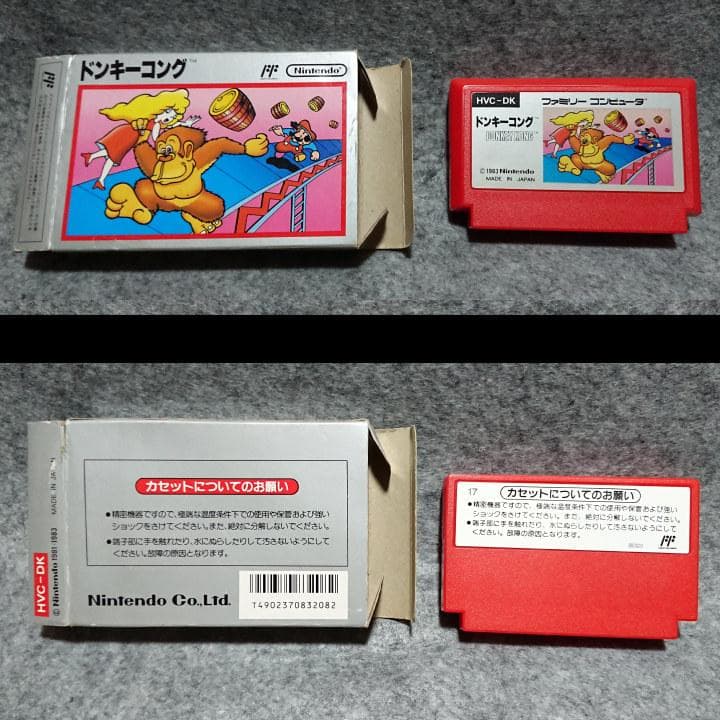 ドンキーコング™
FF
Nintendo®
HVC-DK
ファミリー コンピュータ™
ドンキーコング™
DONKEY KONG™
©1983 Nintendo
MADE IN JAPAN
HVC-DK
© Nintendo 1981/1983
MADE IN JAPAN
カセットについてのお願い
●精密機器ですので、極端な温度条件下での使用や保管および強い
ショックをさけてください。また、絶対に分解しないでください。
●端子部に手を触れたり、水にぬらしたりして汚さないようにして
ください。故障の原因となります。
Nintendo Co.,Ltd.
T4902370832082
17
カセットについてのお願い
●精密機器ですので、極端な温度条件下での使用や保管や強い
ショックをさけてください。また、絶対に分解しないでください。
●端子部に手を触れたり、水にぬらしたりして汚さないようにして
ください。故障の原因となります。
FF